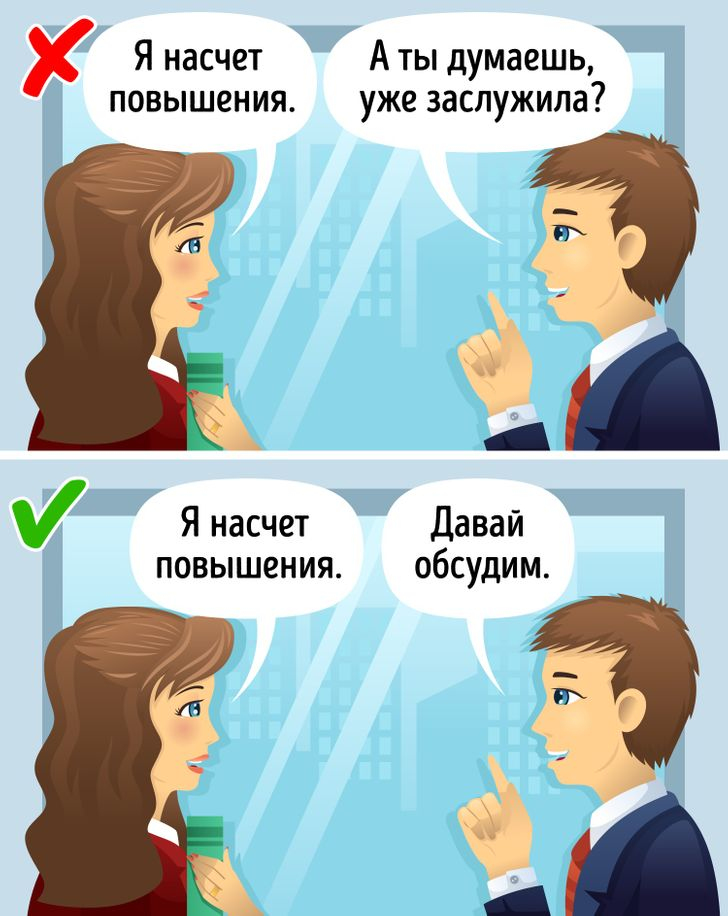 Я насчет
повышения.
А ты думаешь,
уже заслужила?
Я насчет
повышения.
Давай
обсудим.